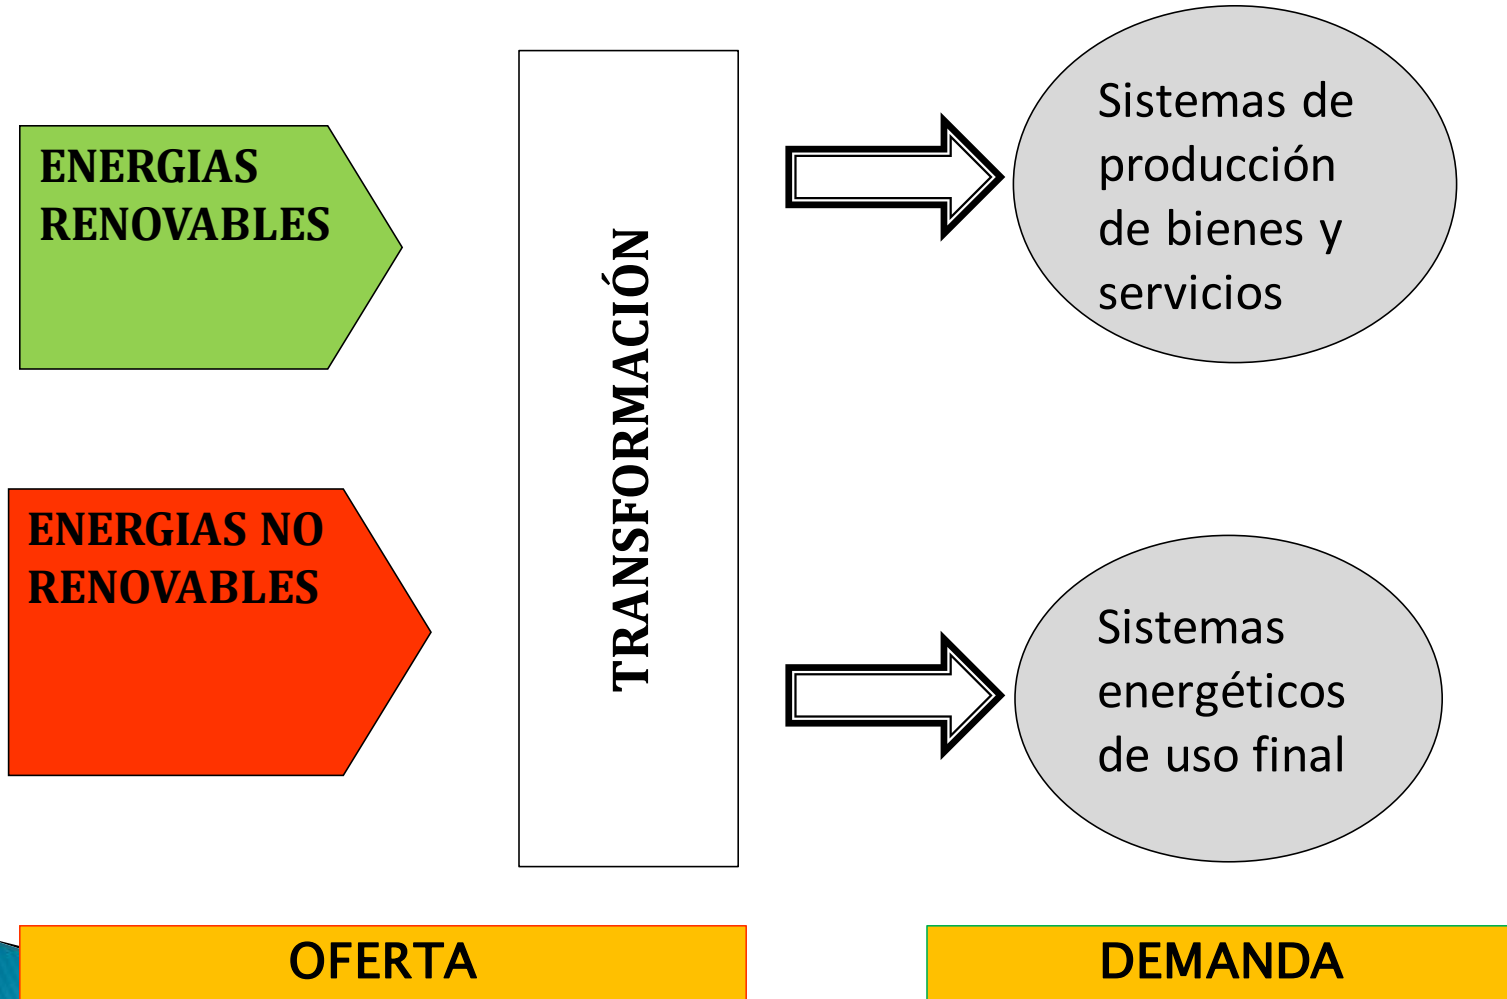 ENERGIAS
RENOVABLES
ENERGIAS NO
RENOVABLES
TRANSFORMACIÓN
Sistemas de
producción
de bienes y
servicios
Sistemas
energéticos
de uso final
OFERTA
DEMANDA